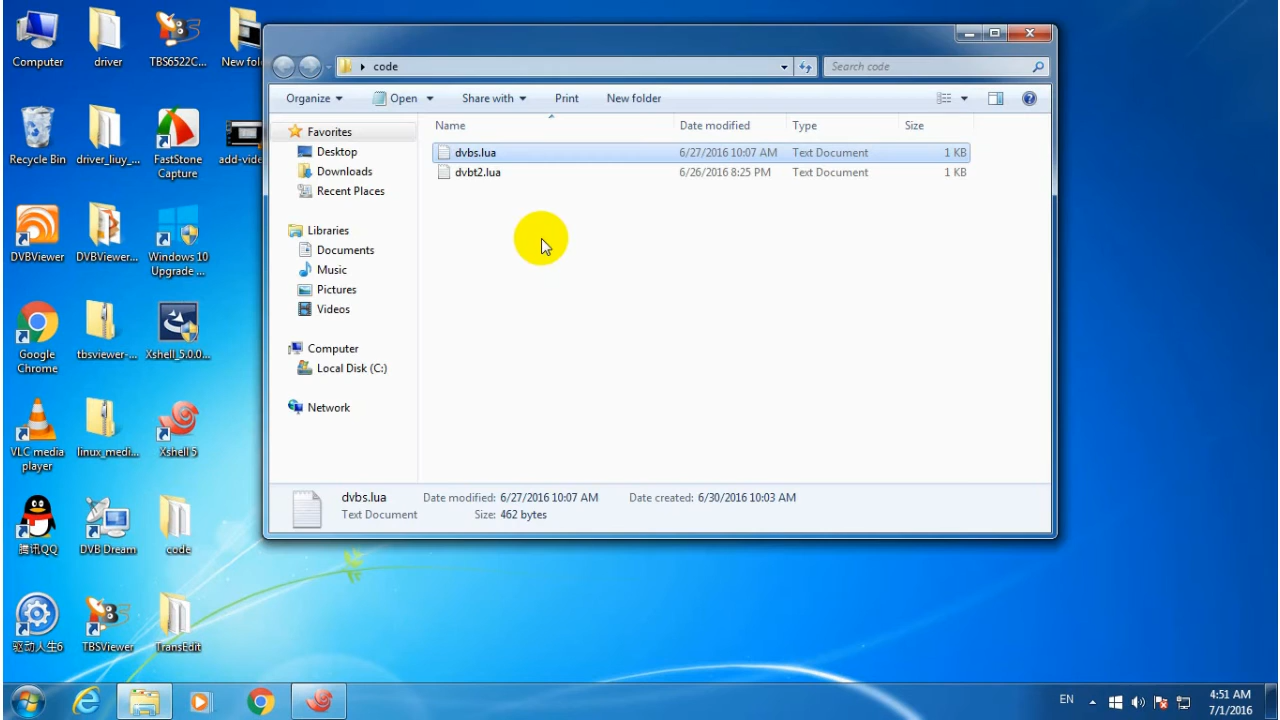 Computer
driver
TBS6522C...
New fol
Recycle Bin
driver_liuy_...
FastStone
Capture
add-vide
DVBViewer
DVBViewer...
Windows 10
Upgrade ...
Google
Chrome
tbsviewer-...
Xshell_5.0.0...
VLC media
player
linux_medi...
Xshell 5
腾讯QQ
DVB Dream
code
驱动人生6
TBSViewer
TransEdit
code
Search code
Organize
Open
Share with
Print
New folder
Favorites
Desktop
Downloads
Recent Places
Libraries
Documents
Music
Pictures
Videos
Computer
Local Disk (C:)
Network
Name Date modified Type Size
dvbs.lua 6/27/2016 10:07 AM Text Document 1 KB
dvbt2.lua 6/26/2016 8:25 PM Text Document 1 KB
dvbs.lua Date modified: 6/27/2016 10:07 AM Date created: 6/30/2016 10:03 AM
Text Document Size: 462 bytes
EN
4:51 AM
7/1/2016